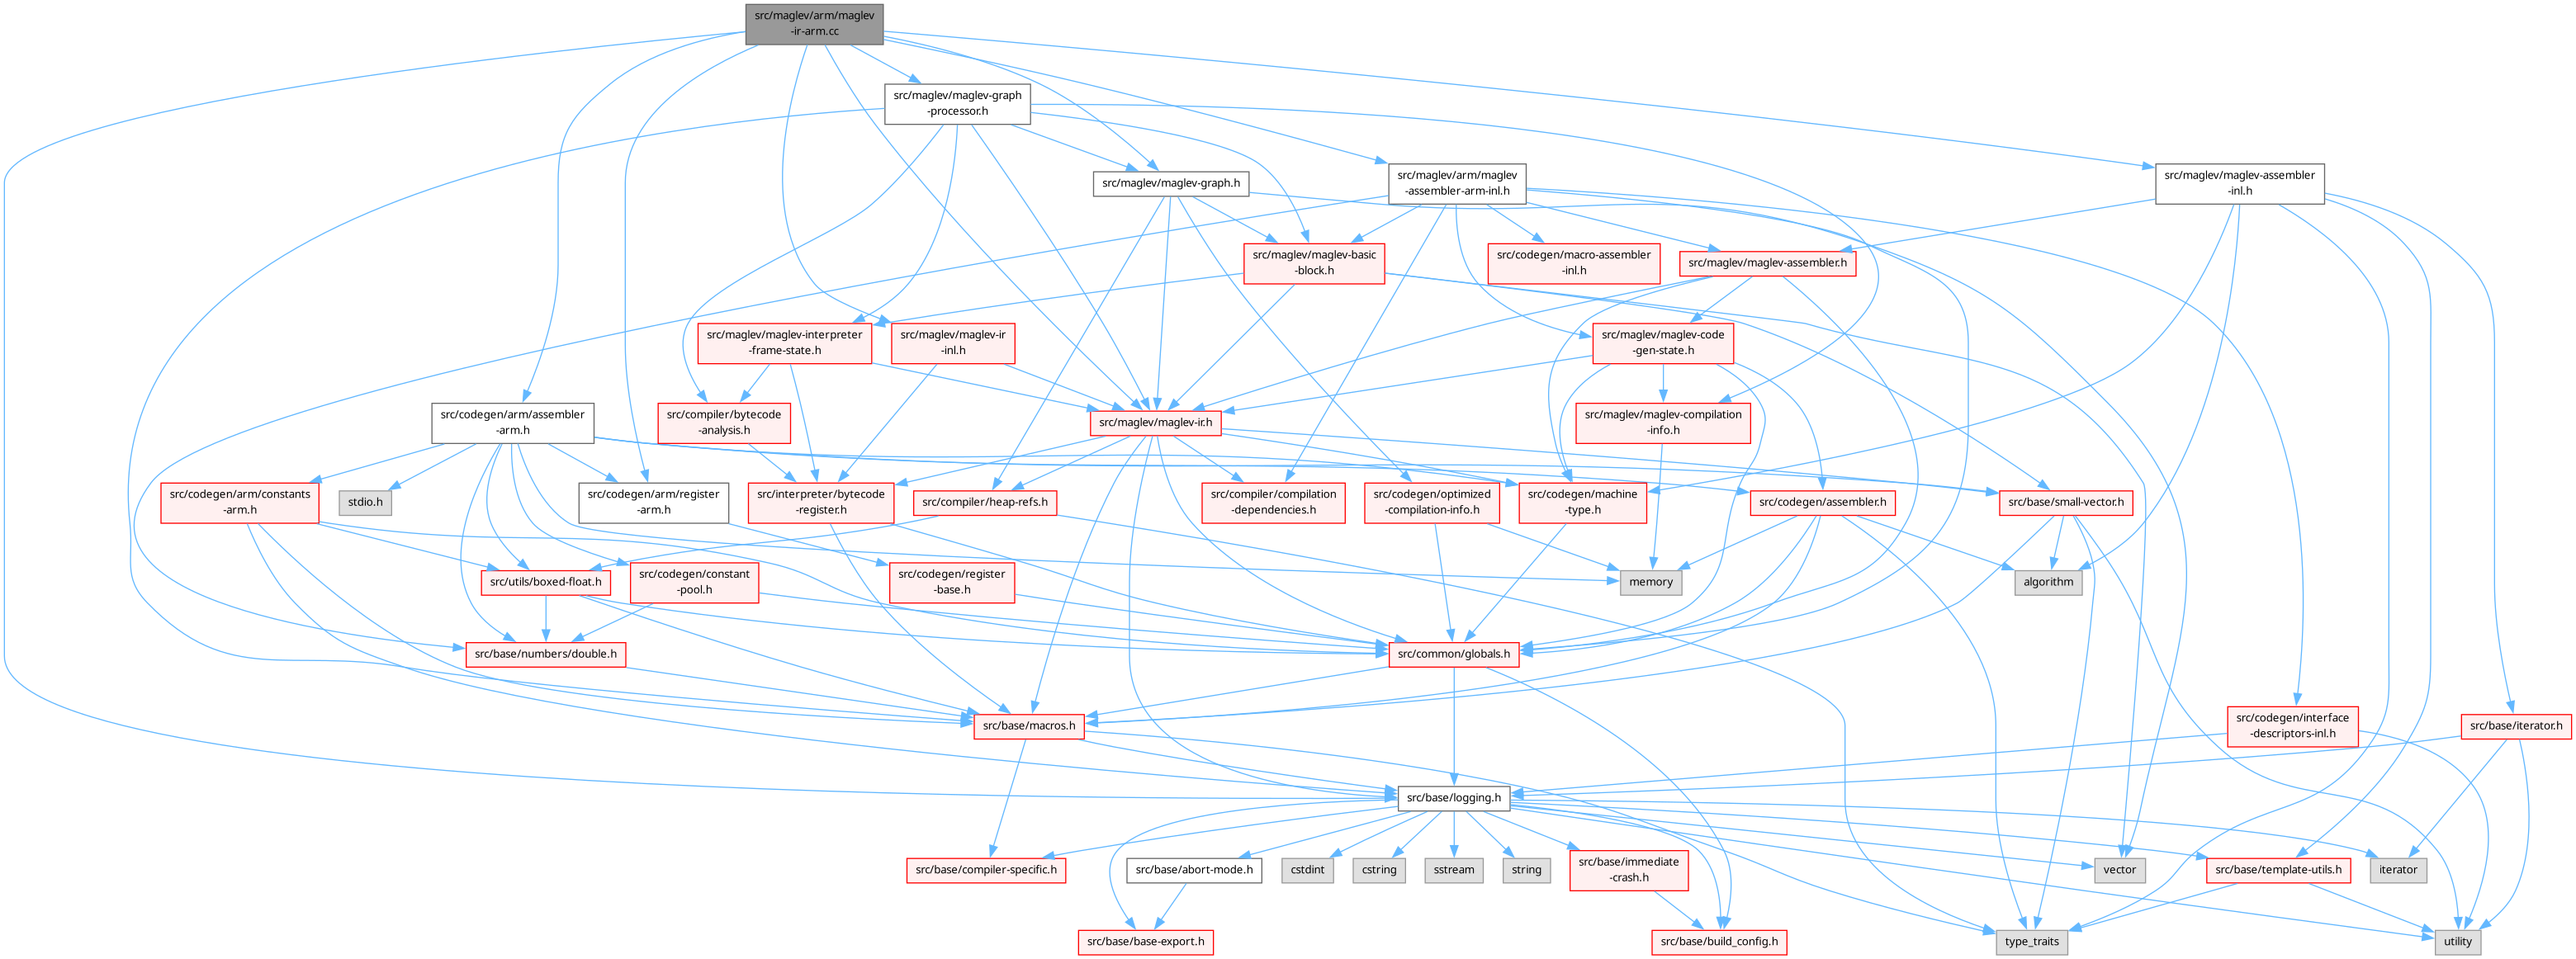 src/maglev/arm/maglev
-ir-arm.cc
src/maglev/maglev-graph
-processor.h
src/maglev/maglev-graph.h
src/maglev/arm/maglev
-assembler-arm-inl.h
src/maglev/maglev-assembler
-inl.h
src/maglev/maglev-basic
-block.h
src/codegen/macro-assembler
-inl.h
src/maglev/maglev-assembler.h
src/maglev/maglev-interpreter
-frame-state.h
src/maglev/maglev-ir
-inl.h
src/maglev/maglev-code
-gen-state.h
src/codegen/arm/assembler
-arm.h
src/compiler/bytecode
-analysis.h
src/maglev/maglev-ir.h
src/maglev/maglev-compilation
-info.h
src/codegen/arm/constants
-arm.h
stdio.h
src/codegen/arm/register
-arm.h
src/interpreter/bytecode
-register.h
src/compiler/heap-refs.h
src/compiler/compilation
-dependencies.h
src/codegen/optimized
-compilation-info.h
src/codegen/machine
-type.h
src/codegen/assembler.h
src/base/small-vector.h
src/utils/boxed-float.h
src/codegen/constant
-pool.h
src/codegen/register
-base.h
memory
algorithm
src/base/numbers/double.h
src/common/globals.h
src/base/macros.h
src/codegen/interface
-descriptors-inl.h
src/base/iterator.h
src/base/logging.h
src/base/compiler-specific.h
src/base/abort-mode.h
cstdint
cstring
sstream
string
src/base/immediate
-crash.h
vector
src/base/template-utils.h
iterator
src/base/base-export.h
src/base/build_config.h
type_traits
utility